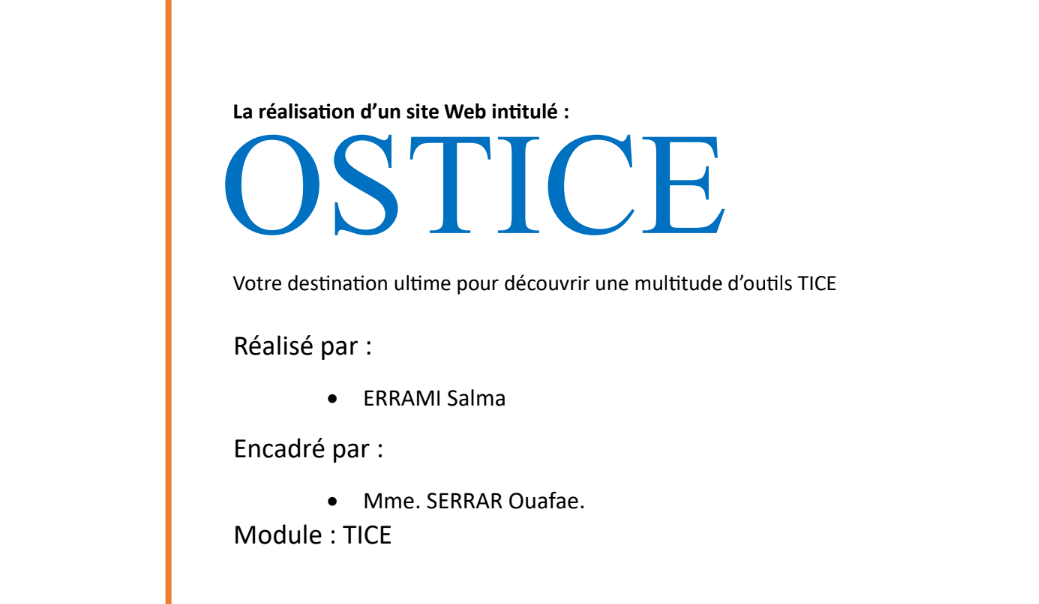 La réalisation d’un site Web intitulé :
OSTICE
Votre destination ultime pour découvrir une multitude d’outils TICE
Réalisé par :
• ERRAMI Salma
Encadré par :
• Mme. SERRAR Ouafae.
Module : TICE